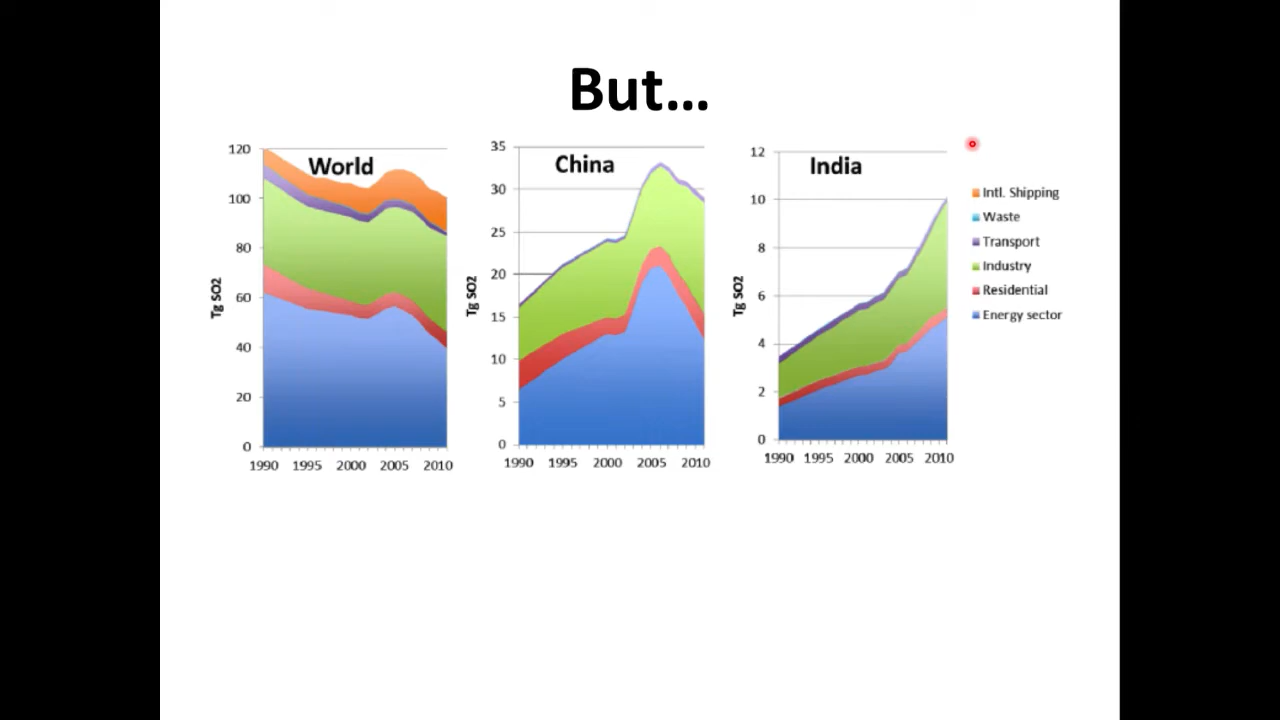 But...
World
120
100
80
60
40
20
0
Tg SO2
1990 1995 2000 2005 2010
China
35
30
25
20
15
10
5
0
Tg SO2
1990 1995 2000 2005 2010
India
12
10
8
6
4
2
0
Tg SO2
1990 1995 2000 2005 2010
Intl. Shipping
Waste
Transport
Industry
Residential
Energy sector